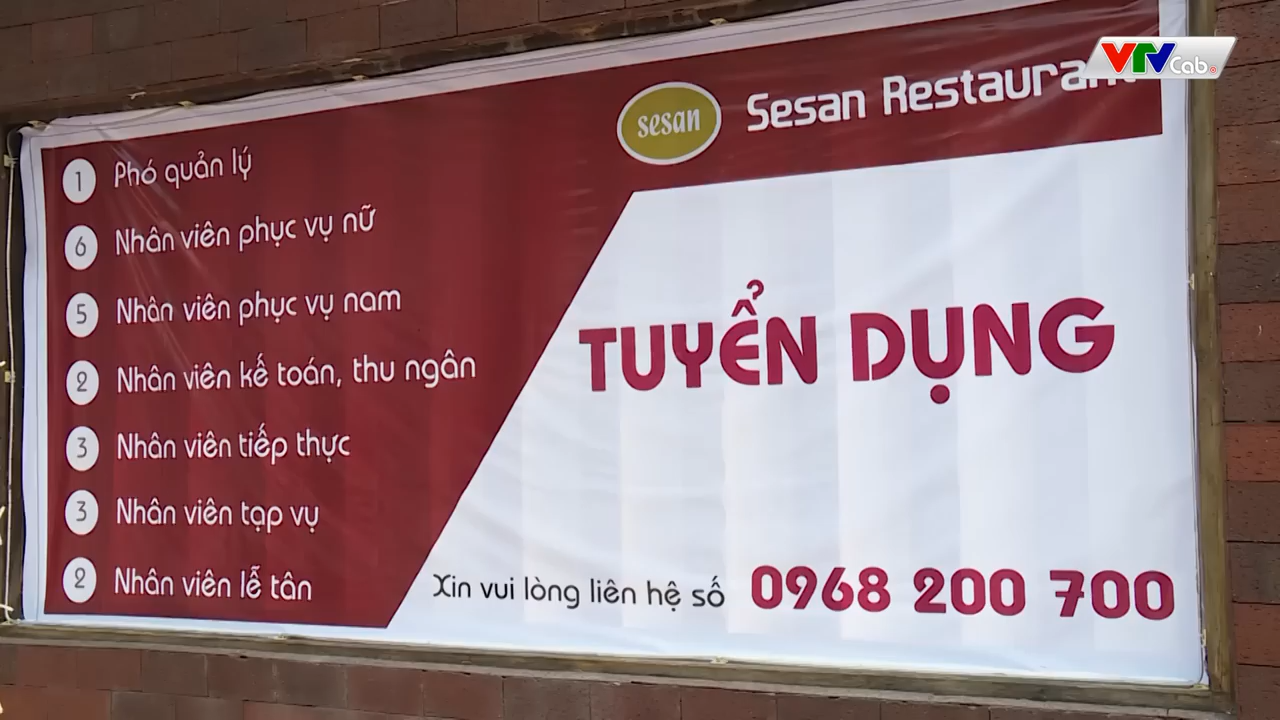 VTVCab
sesan
Sesan Restaurant
1 Phó quản lý
6 Nhân viên phục vụ nữ
5 Nhân viên phục vụ nam
2 Nhân viên kế toán, thu ngân
3 Nhân viên tiếp thực
3 Nhân viên tạp vụ
2 Nhân viên lễ tân
TUYỂN DỤNG
Xin vui lòng liên hệ số 0968 200 700